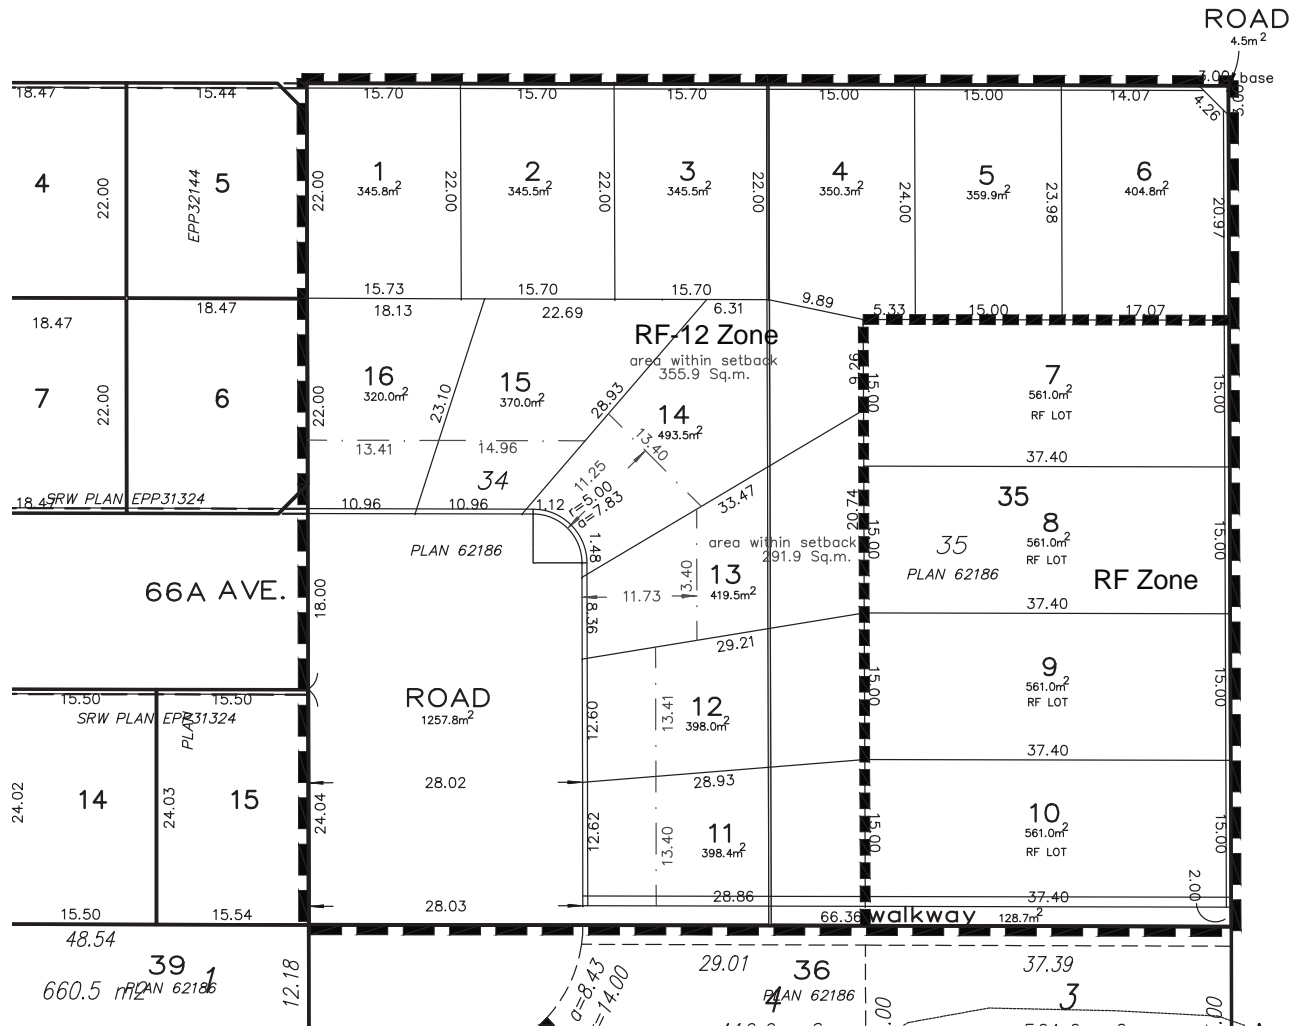 ROAD
4.5m2
3.00 base
18.47
15.44
15.70
15.70
15.70
15.00
15.00
14.07
4.26
3.00
4
22.00
EPP32144
5
22.00
1
345.8m2
22.00
2
345.5m2
22.00
3
345.5m2
22.00
4
350.3m2
24.00
5
359.9m2
23.98
6
404.8m2
20.97
15.73
15.70
15.70
9.89
18.47
18.47
18.13
22.69
6.31
5.33
15.00
17.07
RF-12 Zone
area within setback
355.9 Sq.m.
7
22.00
6
22.00
16
320.0m2
23.10
15
370.0m2
28.93
14
493.5m2
9.26
15.00
7
561.0m2
RF LOT
15.00
13.41
14.96
13.40
37.40
34
11.25
r=5.00
a=7.83
18.47
SRW PLAN EPP31324
10.96
10.96
1.12
33.47
20.74
35
8
561.0m2
RF LOT
15.00
15.00
PLAN 62186
1.48
area within setback
291.9 Sq.m.
35
PLAN 62186
RF Zone
66A AVE.
18.00
13
419.5m2
13.40
11.73
8.36
37.40
29.21
15.50
15.50
SRW PLAN EPP31324
PLAN
ROAD
1257.8m2
12.60
13.41
12
398.0m2
15.00
9
561.0m2
RF LOT
15.00
28.02
28.93
37.40
24.02
14
24.03
15
24.04
12.62
13.40
11
398.4m2
15.00
10
561.0m2
RF LOT
15.00
15.50
15.54
28.03
28.86
37.40
2.00
66.36
walkway
128.7m2
48.54
39
1
PLAN 62186
660.5 m2
12.18
a=8.43
r=14.00
29.01
36
PLAN 62186
4
37.39
3